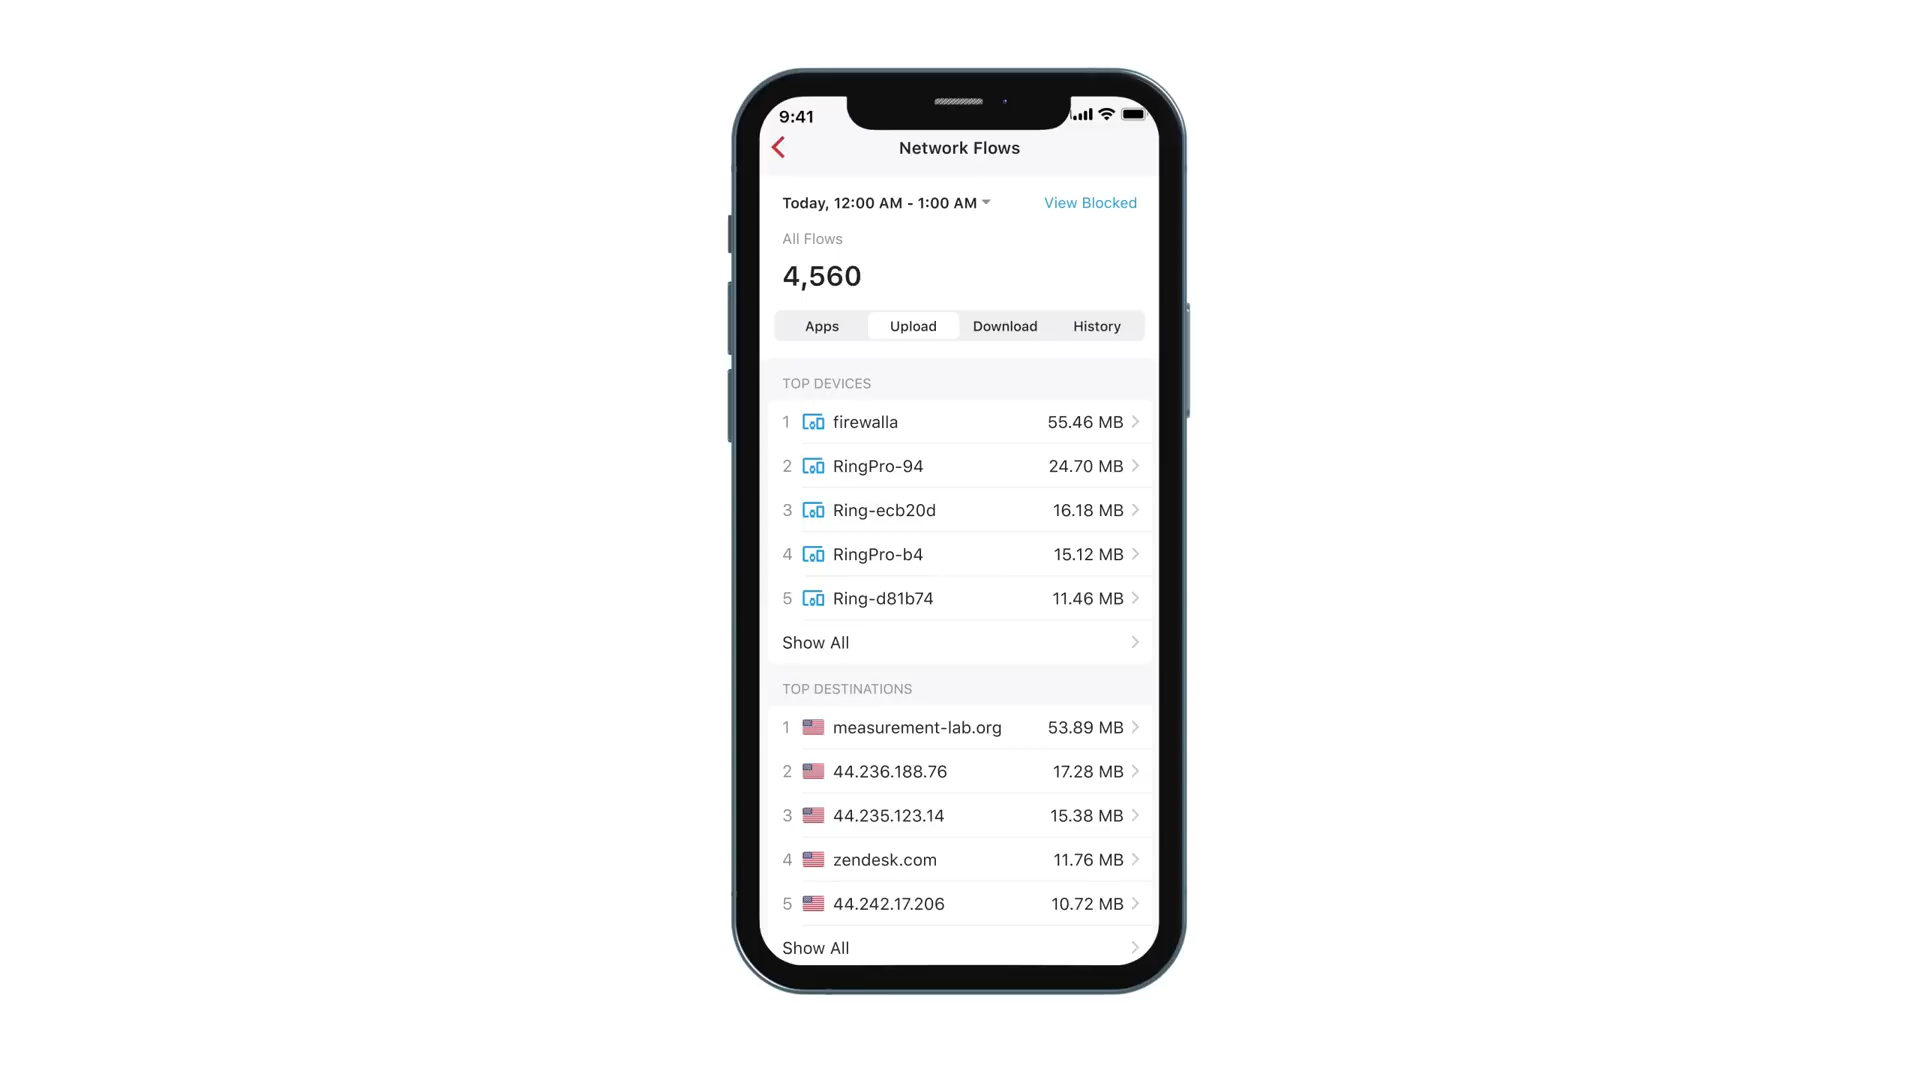 9:41
Network Flows
Today, 12:00 AM - 1:00 AM View Blocked
All Flows
4,560
Apps Upload Download History
TOP DEVICES
1 firewalla 55.46 MB
2 RingPro-94 24.70 MB
3 Ring-ecb20d 16.18 MB
4 RingPro-b4 15.12 MB
5 Ring-d81b74 11.46 MB
Show All
TOP DESTINATIONS
1 measurement-lab.org 53.89 MB
2 44.236.188.76 17.28 MB
3 44.235.123.14 15.38 MB
4 zendesk.com 11.76 MB
5 44.242.17.206 10.72 MB
Show All